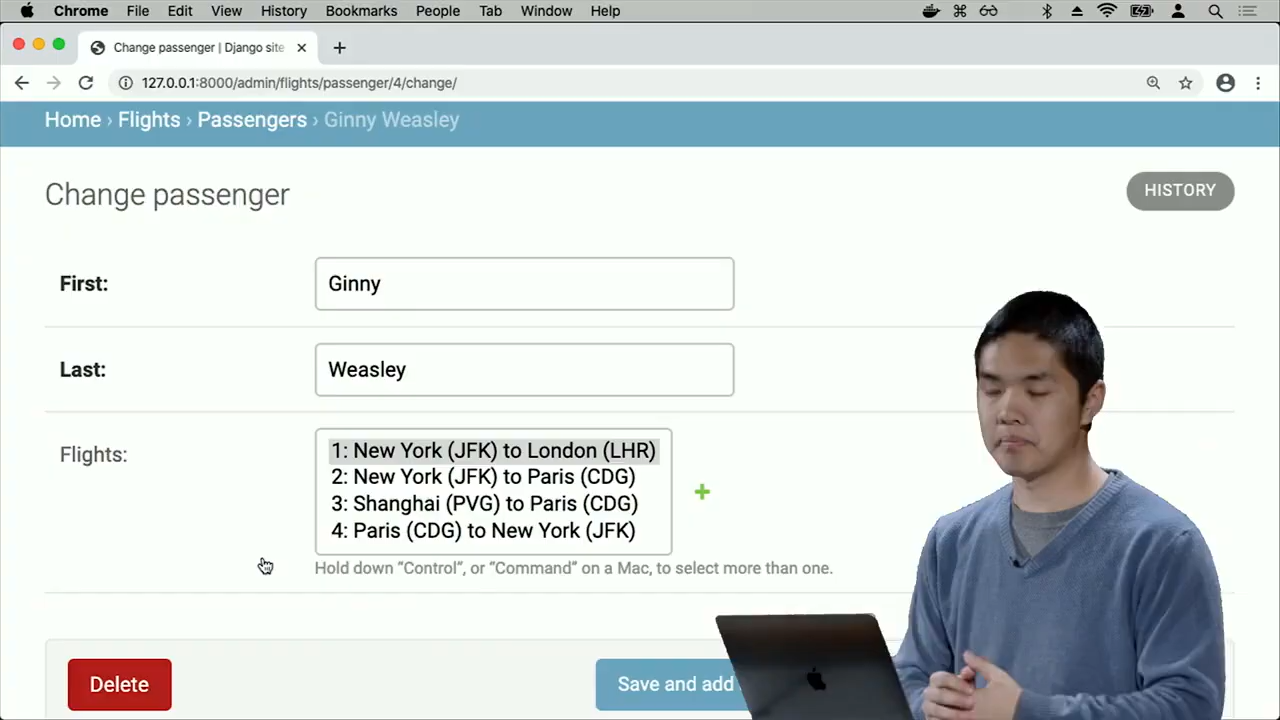 Chrome File Edit View History Bookmarks People Tab Window Help
Change passenger | Django site
127.0.0.1:8000/admin/flights/passenger/4/change/
Home › Flights › Passengers › Ginny Weasley
Change passenger
HISTORY
First:
Ginny
Last:
Weasley
Flights:
1: New York (JFK) to London (LHR)
2: New York (JFK) to Paris (CDG)
3: Shanghai (PVG) to Paris (CDG)
4: Paris (CDG) to New York (JFK)
Hold down “Control”, or “Command” on a Mac, to select more than one.
Delete
Save and add